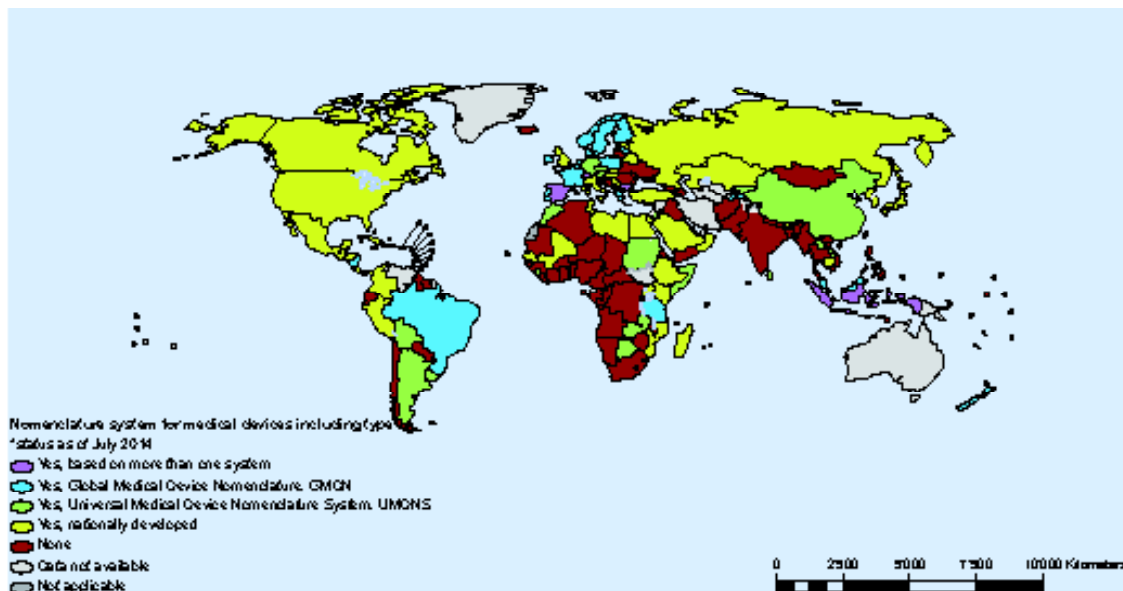 Nomenclature system for medical devices including type
*status as of July 2014
Yes, based on more than one system
Yes, Global Medical Device Nomenclature, GMDN
Yes, Universal Medical Device Nomenclature System, UMDNS
Yes, nationally developed
None
Data not available
Not applicable
0 2500 5000 7500 10000 Kilometers